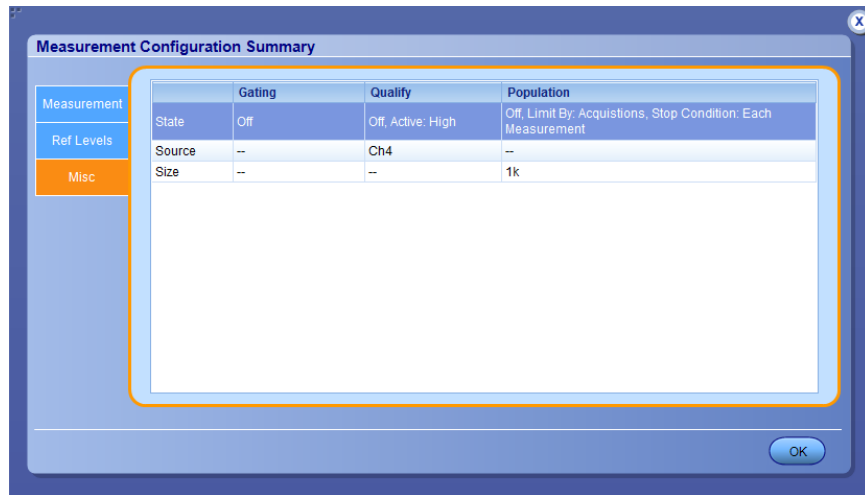 X
Measurement Configuration Summary
Measurement
Ref Levels
Misc
Gating Qualify Population
State Off Off, Active: High Off, Limit By: Acquistions, Stop Condition: Each
Measurement
Source -- Ch4 --
Size -- -- 1k
OK